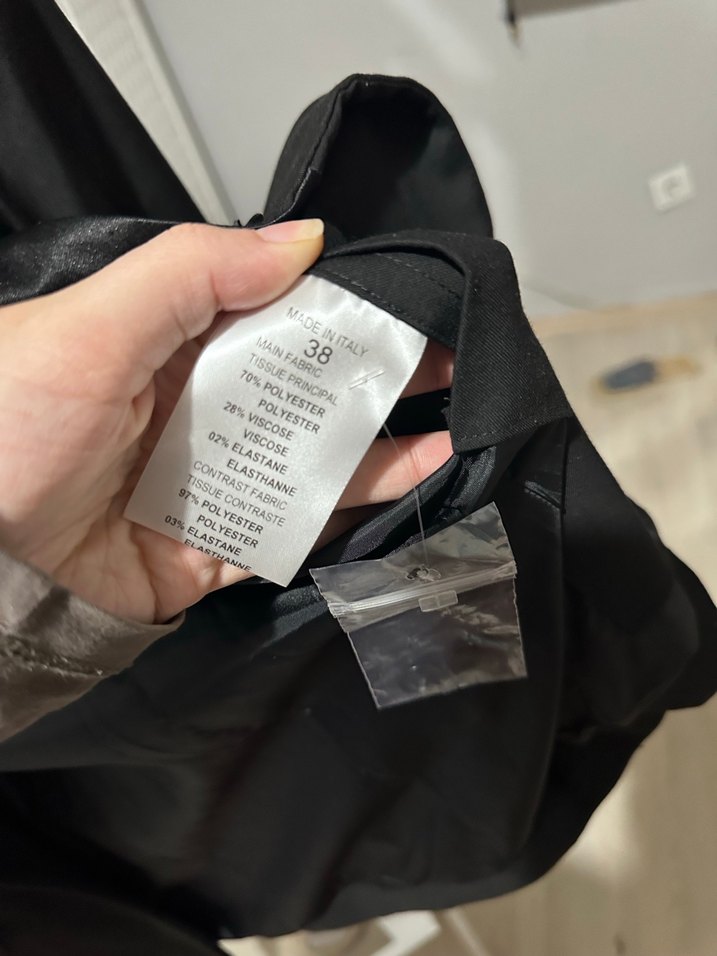 MADE IN ITALY
38
MAIN FABRIC
TISSUE PRINCIPAL
70% POLYESTER
POLYESTER
28% VISCOSE
VISCOSE
02% ELASTANE
ELASTHANNE
CONTRAST FABRIC
TISSUE CONTRASTE
97% POLYESTER
POLYESTER
03% ELASTANE
ELASTHANNE